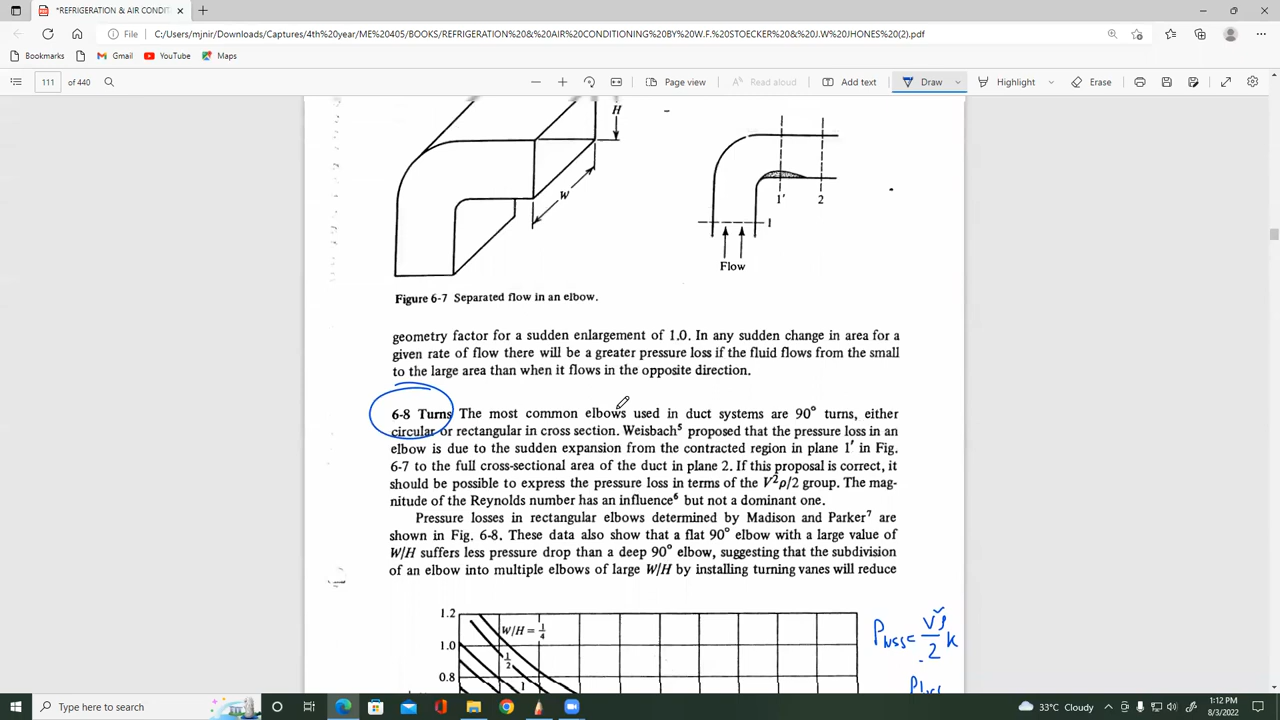 *REFRIGERATION & AIR CONDIT
File
C:/Users/mjnir/Downloads/Captures/4th%20year/ME%20405/BOOKS/REFRIGERATION%20&%20AIR%20CONDITIONING%20BY%20W.F.%20STOECKER%20&%20J.W%20JHONES%20(2).pdf
Bookmarks
Gmail
YouTube
Maps
111
of 440
Page view
Read aloud
Add text
Draw
Highlight
Erase
H
W
1'
2
1
Flow
Figure 6-7 Separated flow in an elbow.
geometry factor for a sudden enlargement of 1.0. In any sudden change in area for a
given rate of flow there will be a greater pressure loss if the fluid flows from the small
to the large area than when it flows in the opposite direction.
6-8 Turns The most common elbows used in duct systems are 90° turns, either
circular or rectangular in cross section. Weisbach⁵ proposed that the pressure loss in an
elbow is due to the sudden expansion from the contracted region in plane 1' in Fig.
6-7 to the full cross-sectional area of the duct in plane 2. If this proposal is correct, it
should be possible to express the pressure loss in terms of the V²ρ/2 group. The mag-
nitude of the Reynolds number has an influence⁶ but not a dominant one.
Pressure losses in rectangular elbows determined by Madison and Parker⁷ are
shown in Fig. 6-8. These data also show that a flat 90° elbow with a large value of
W/H suffers less pressure drop than a deep 90° elbow, suggesting that the subdivision
of an elbow into multiple elbows of large W/H by installing turning vanes will reduce
1.2
W/H = 1/4
1.0
1/2
0.8
1
Ploss = V²ρ/2 k
Type here to search
33°C Cloudy
1:12 PM
8/3/2022